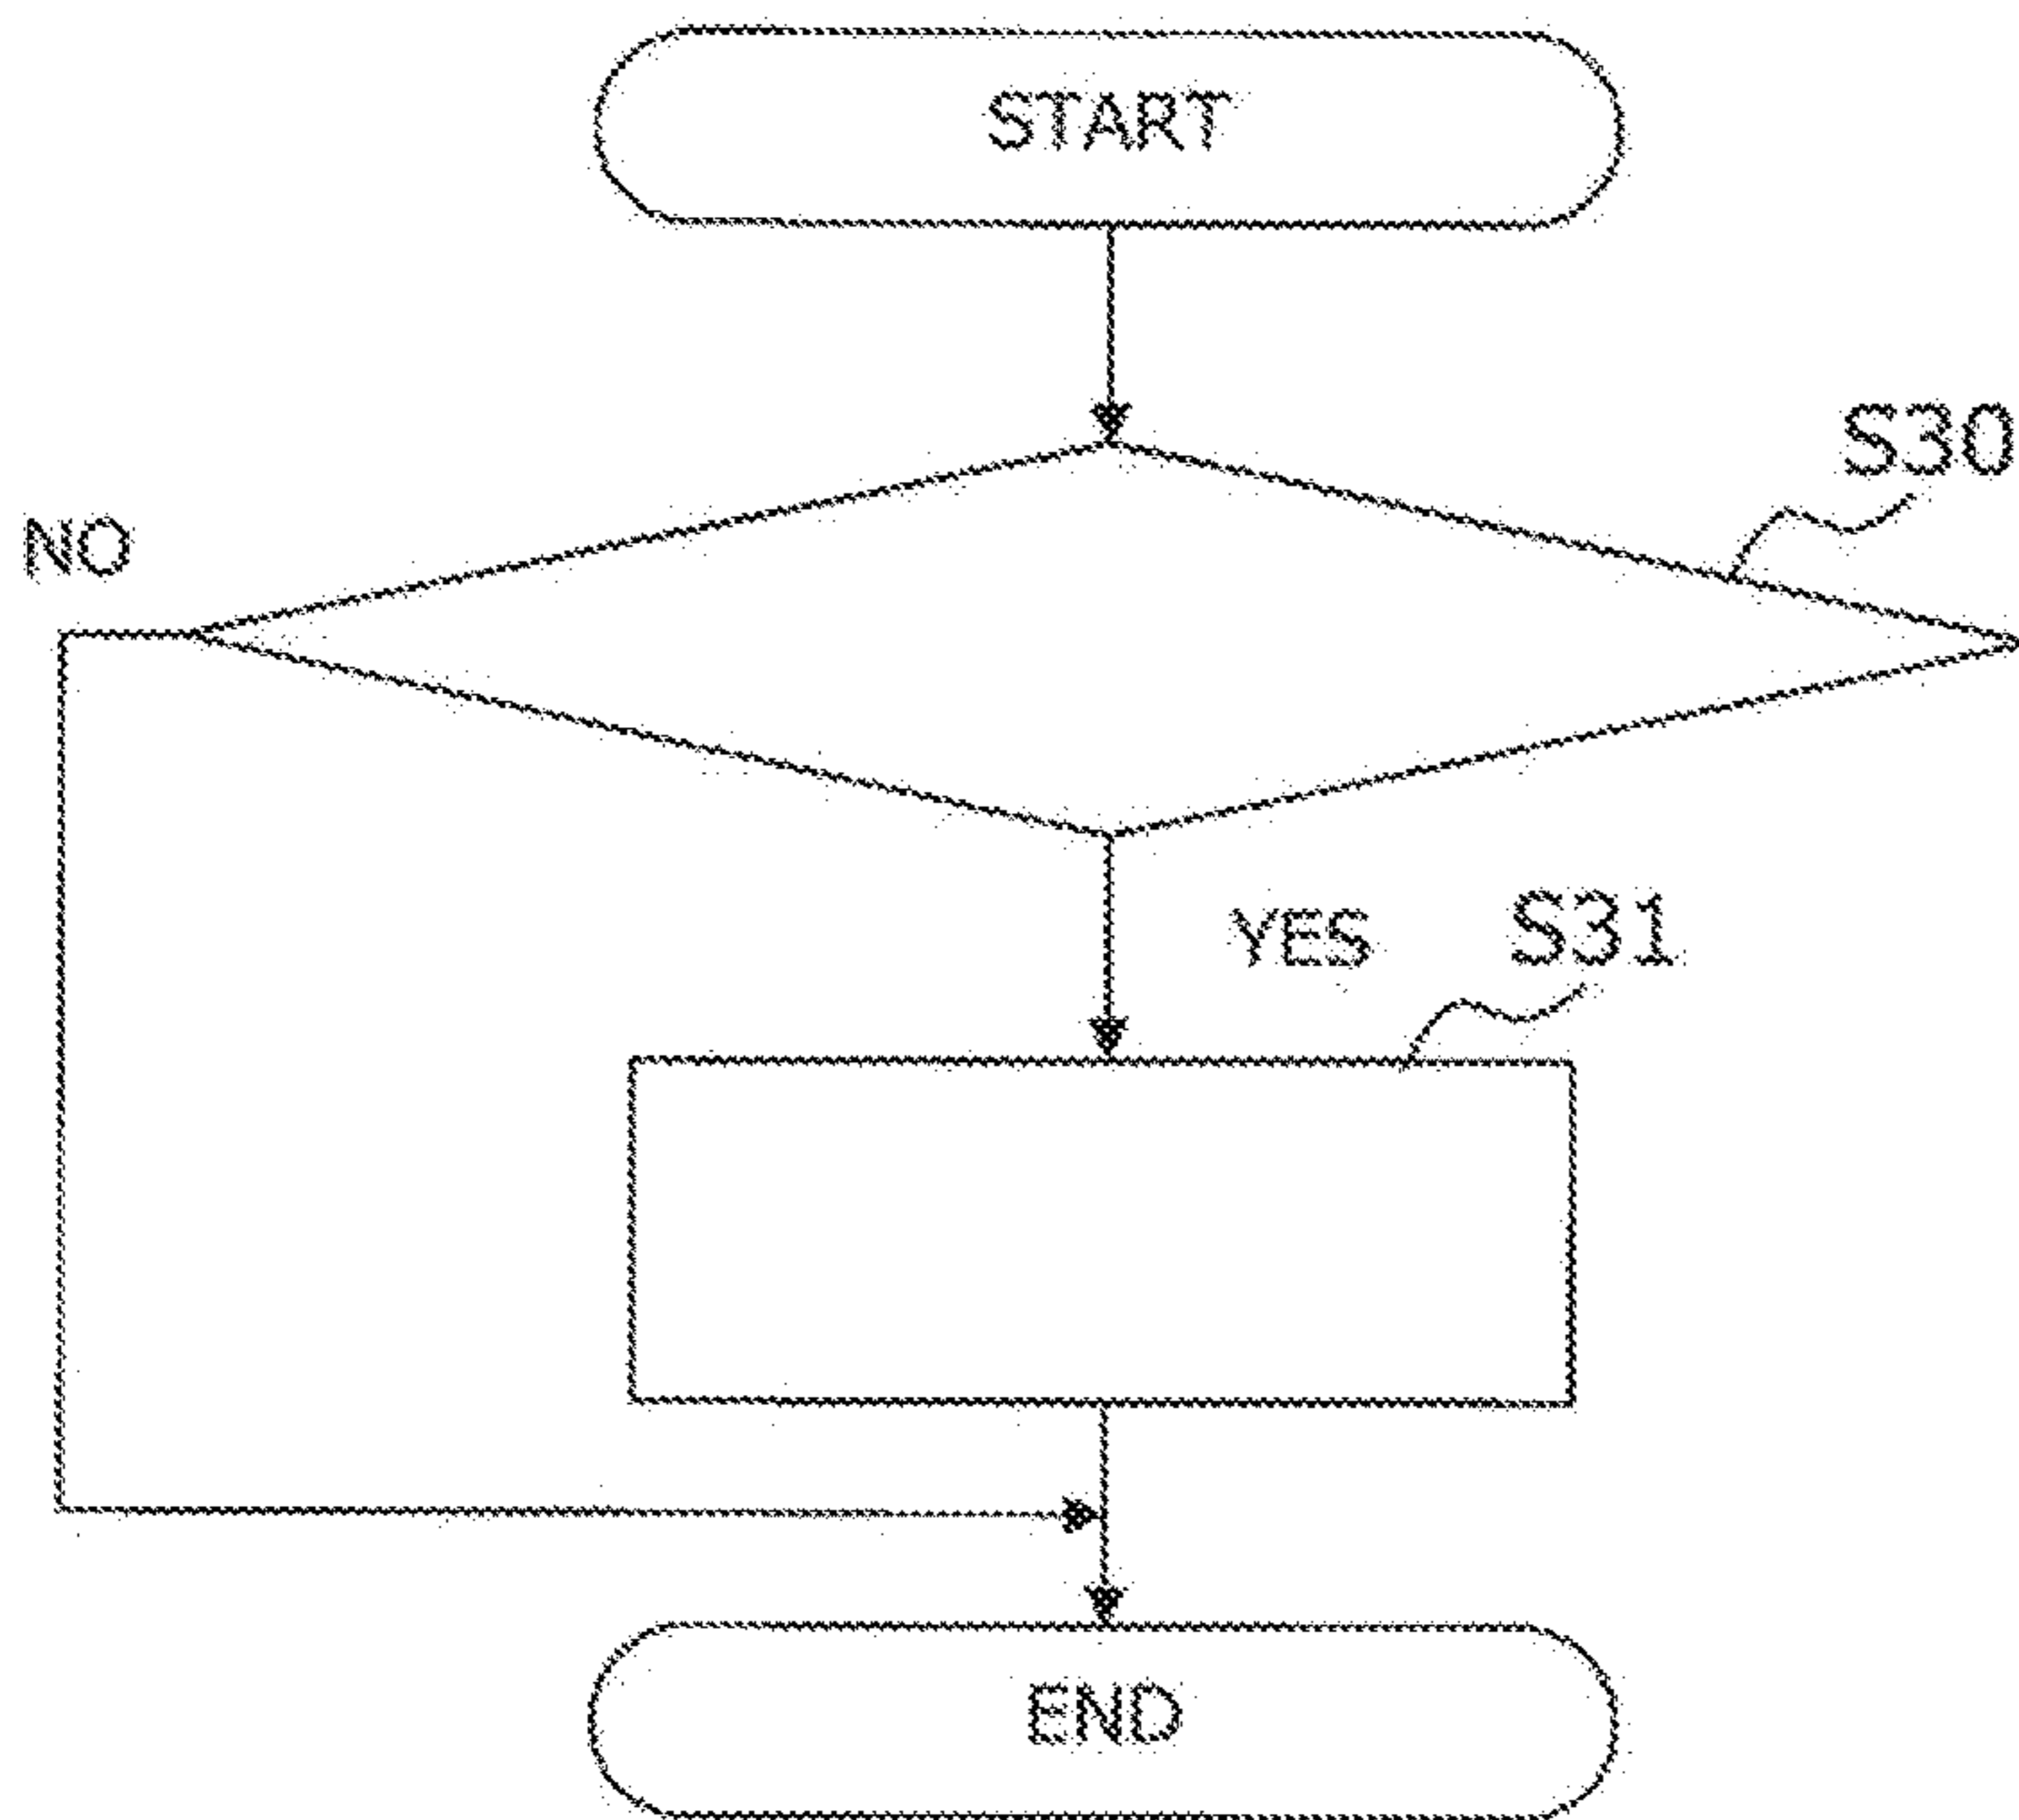 START
S30
NO
YES
S31
END